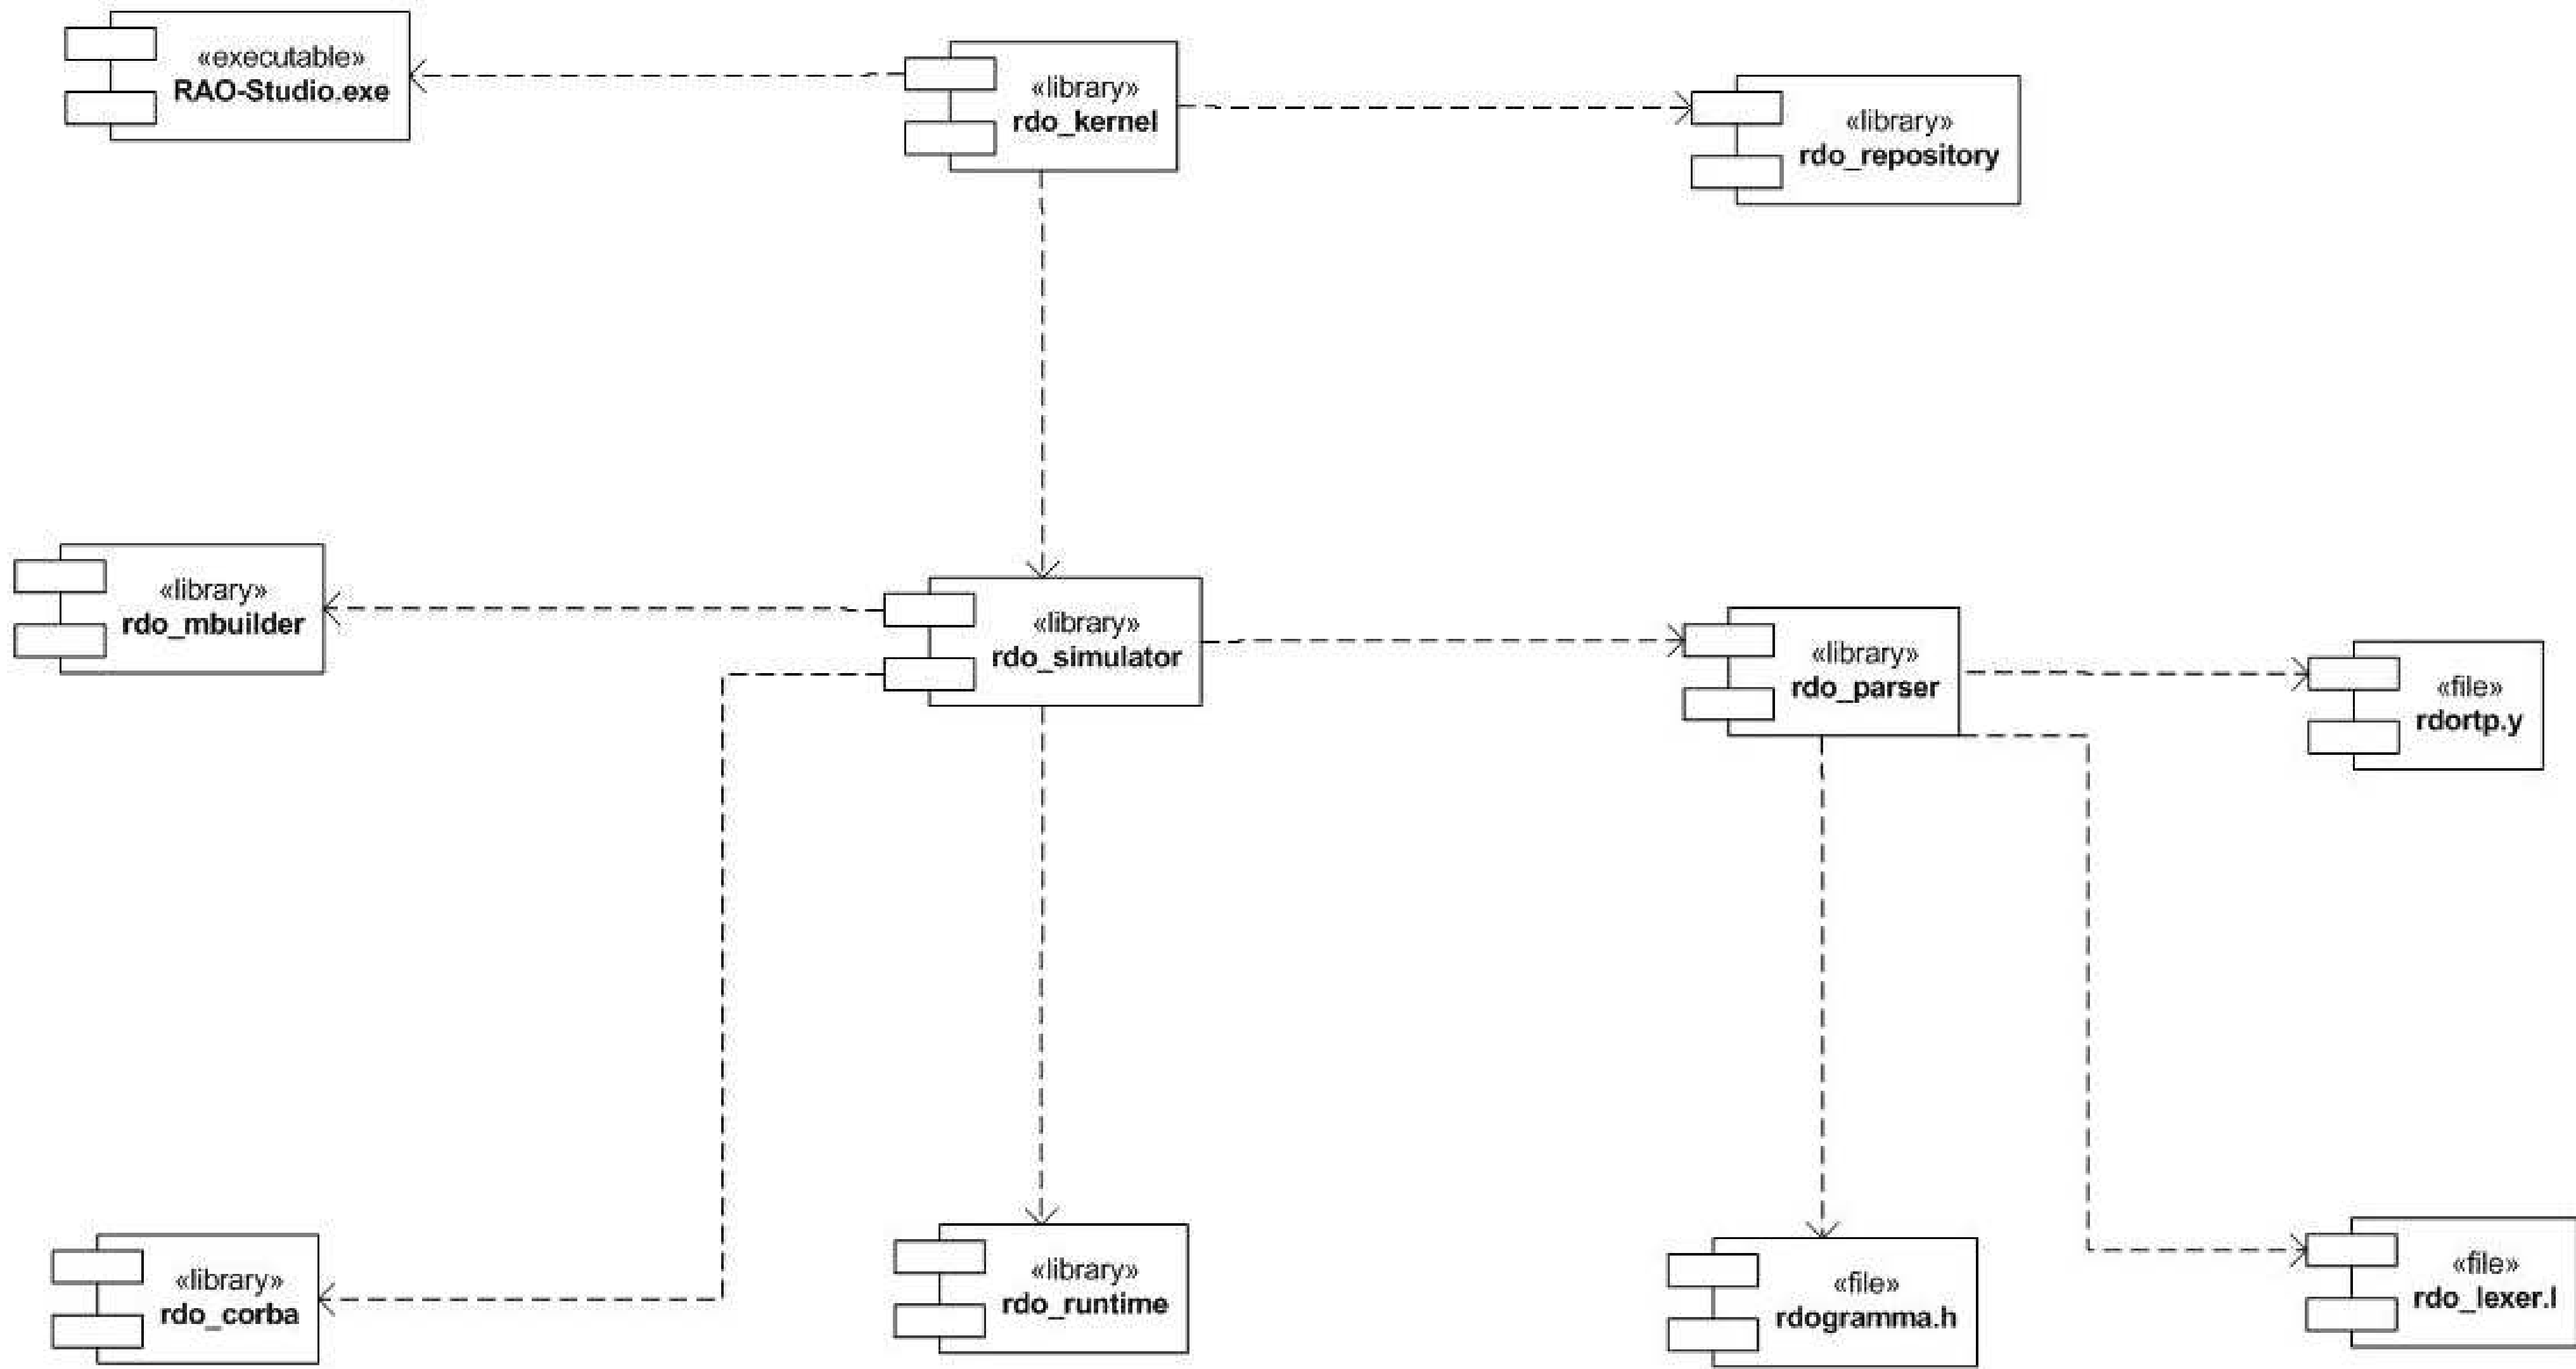 «executable»
RAO-Studio.exe
«library»
rdo_kernel
«library»
rdo_repository
«library»
rdo_mbuilder
«library»
rdo_simulator
«library»
rdo_parser
«file»
rdortp.y
«library»
rdo_corba
«library»
rdo_runtime
«file»
rdogramma.h
«file»
rdo_lexer.l